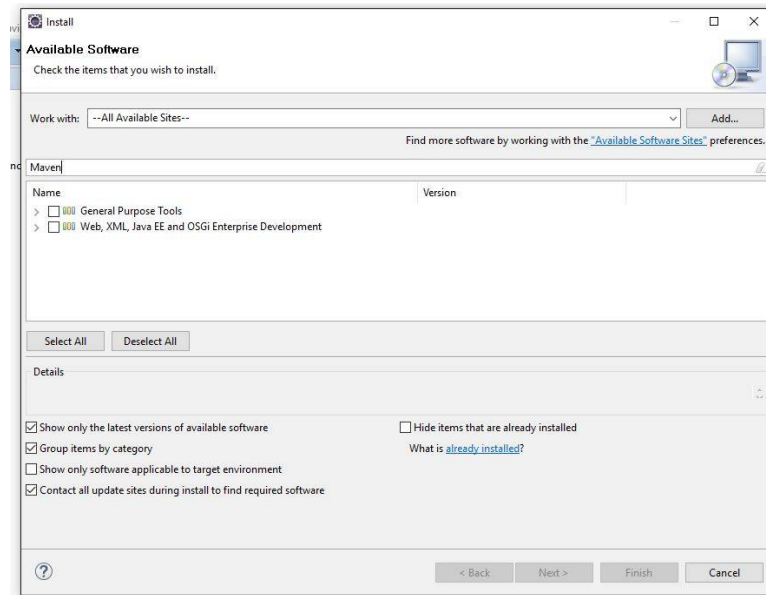 Install
Available Software
Check the items that you wish to install.
Work with: --All Available Sites-- Add...
Find more software by working with the "Available Software Sites" preferences.
Maven
Name Version
General Purpose Tools
Web, XML, Java EE and OSGi Enterprise Development
Select All Deselect All
Details
Show only the latest versions of available software Hide items that are already installed
Group items by category What is already installed?
Show only software applicable to target environment
Contact all update sites during install to find required software
? < Back Next > Finish Cancel